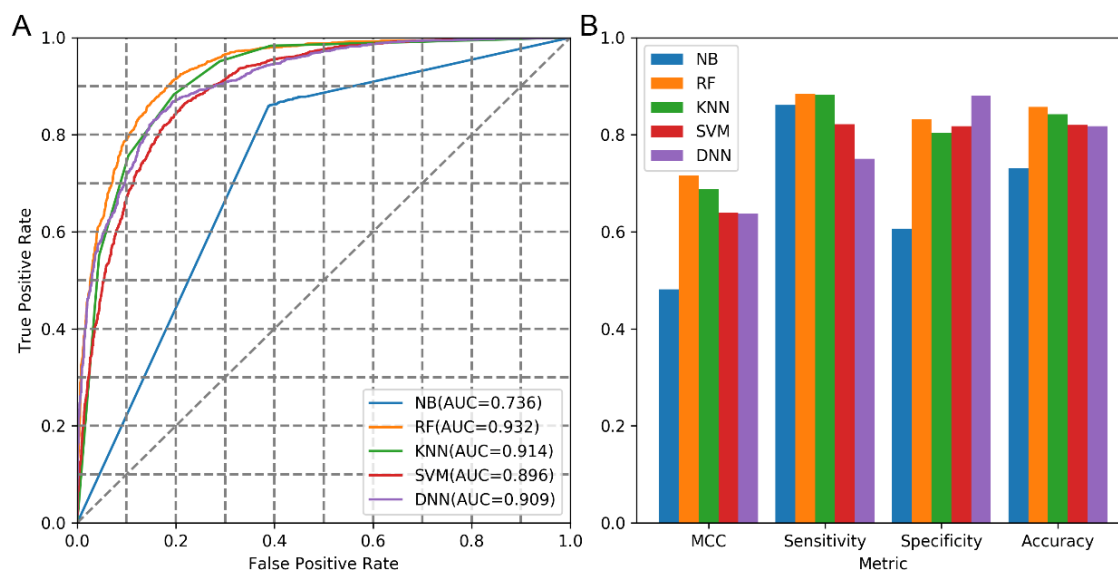 A
1.0
0.8
0.6
0.4
0.2
0.0
True Positive Rate
0.0 0.2 0.4 0.6 0.8 1.0
False Positive Rate
NB(AUC=0.736)
RF(AUC=0.932)
KNN(AUC=0.914)
SVM(AUC=0.896)
DNN(AUC=0.909)
B
1.0
0.8
0.6
0.4
0.2
0.0
NB
RF
KNN
SVM
DNN
MCC Sensitivity Specificity Accuracy
Metric